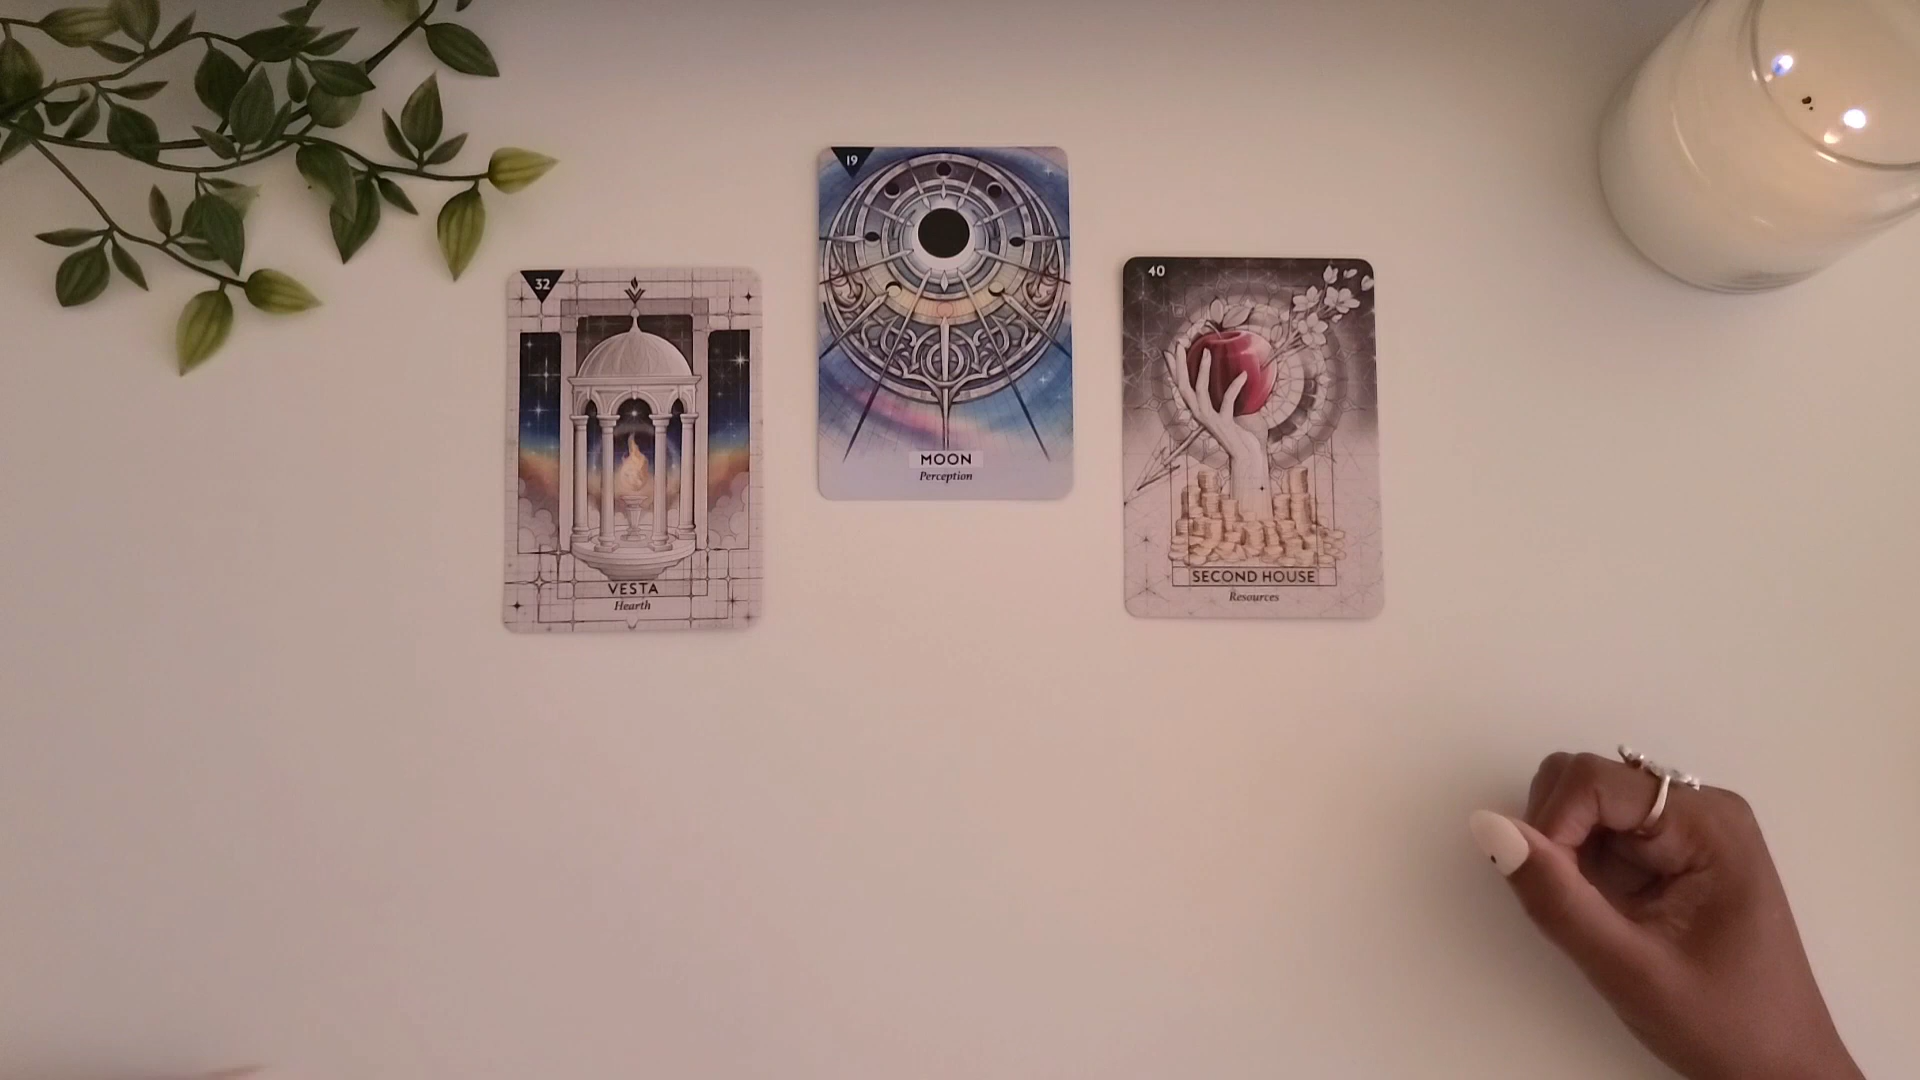 32
VESTA
Hearth
19
MOON
Perception
40
SECOND HOUSE
Resources